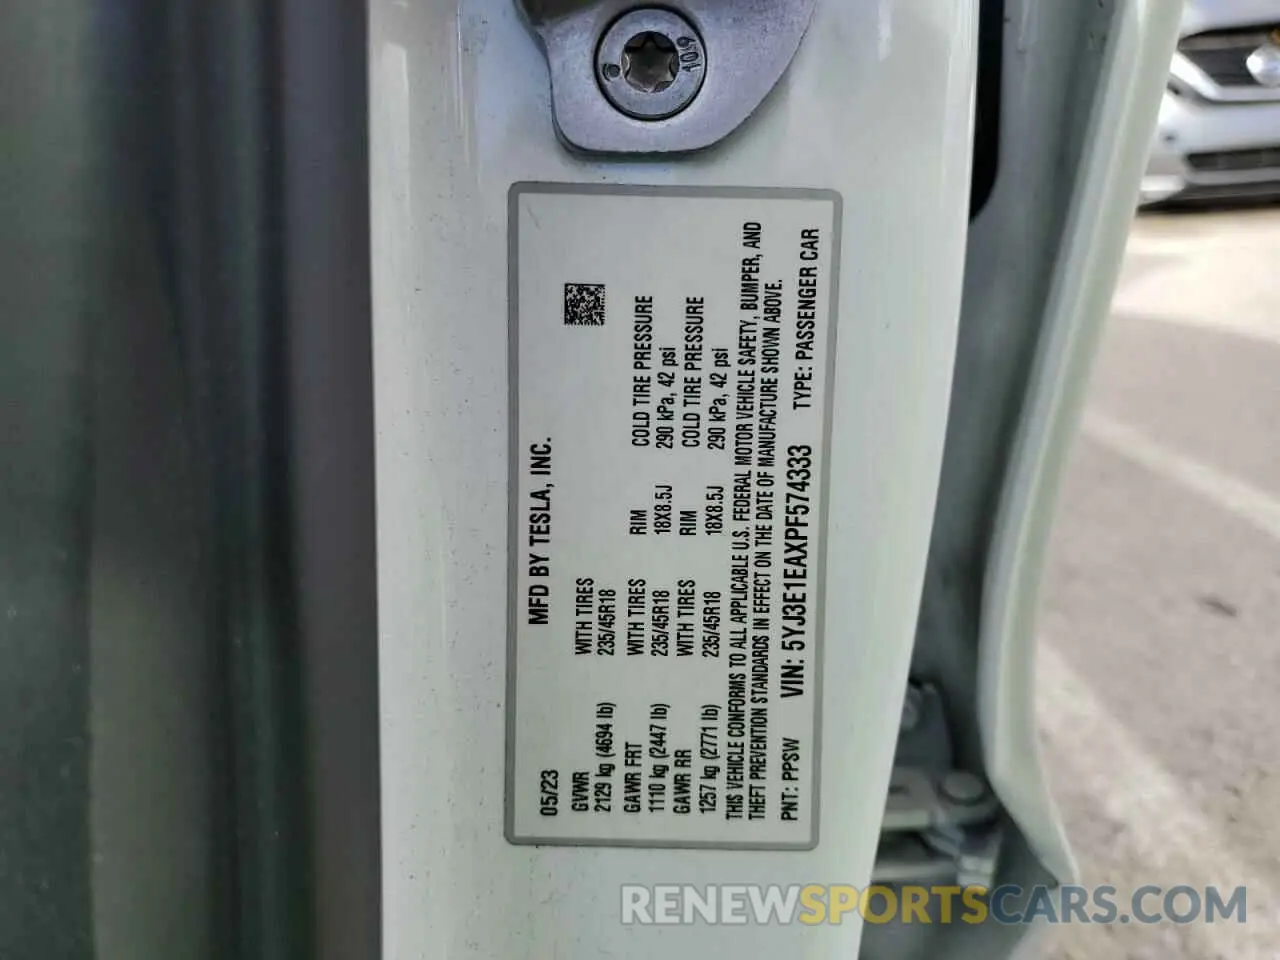 05/23 MFD BY TESLA, INC.
GVWR WITH TIRES
2129 kg (4694 lb) 235/45R18
GAWR FRT WITH TIRES RIM COLD TIRE PRESSURE
1110 kg (2447 lb) 235/45R18 18X8.5J 290 kPa, 42 psi
GAWR RR WITH TIRES RIM COLD TIRE PRESSURE
1257 kg (2771 lb) 235/45R18 18X8.5J 290 kPa, 42 psi
THIS VEHICLE CONFORMS TO ALL APPLICABLE U.S. FEDERAL MOTOR VEHICLE SAFETY, BUMPER, AND
THEFT PREVENTION STANDARDS IN EFFECT ON THE DATE OF MANUFACTURE SHOWN ABOVE.
PNT: PPSW VIN: 5YJ3E1EAXPF574333 TYPE: PASSENGER CAR
109
RENEWSPORTSCARS.COM